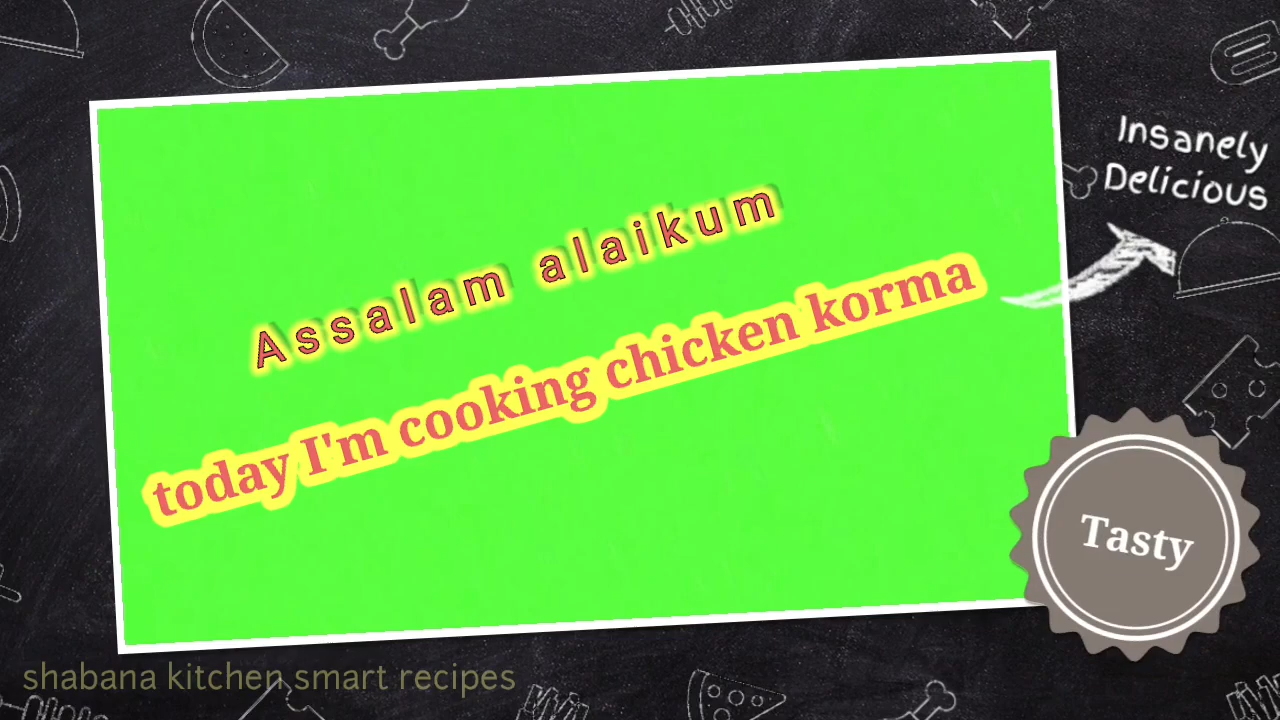 Assalam alaikum
today I'm cooking chicken korma
Insanely
Delicious
Tasty
shabana kitchen smart recipes